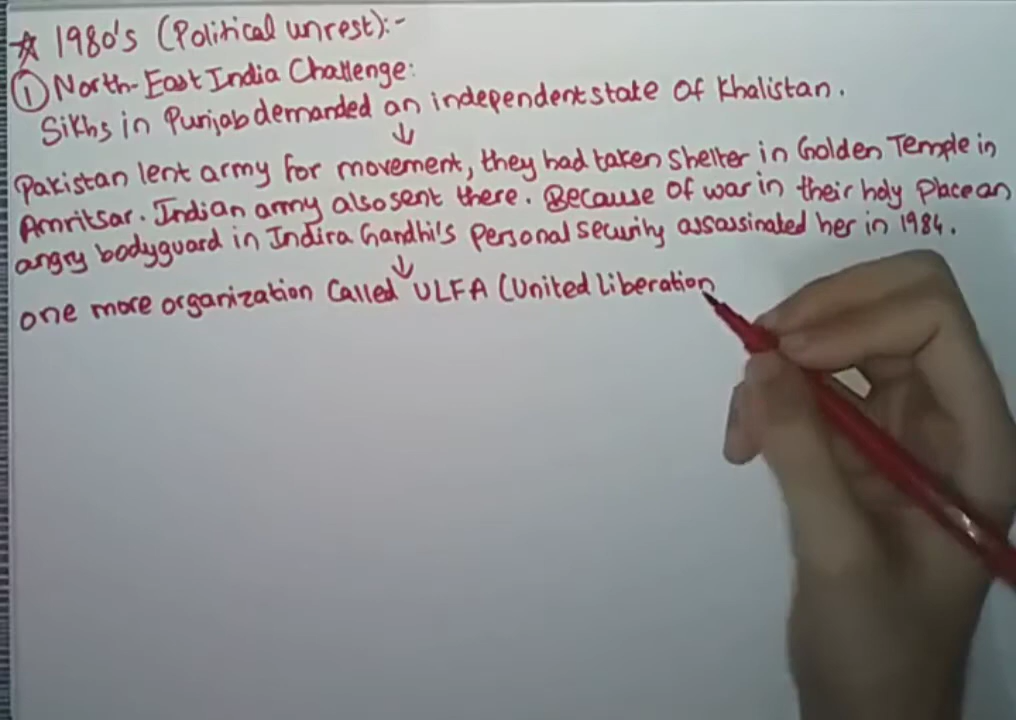 ☆ 1980's (Political unrest):-
① North-East India Challenge:
Sikhs in Punjab demanded an independent state of Khalistan.
↓
Pakistan lent army for movement, they had taken shelter in Golden Temple in
Amritsar. Indian army also sent there. Because of war in their holy place an
angry bodyguard in Indira Gandhi's Personal security assassinated her in 1984.
↓
one more organization Called ULFA (United liberation